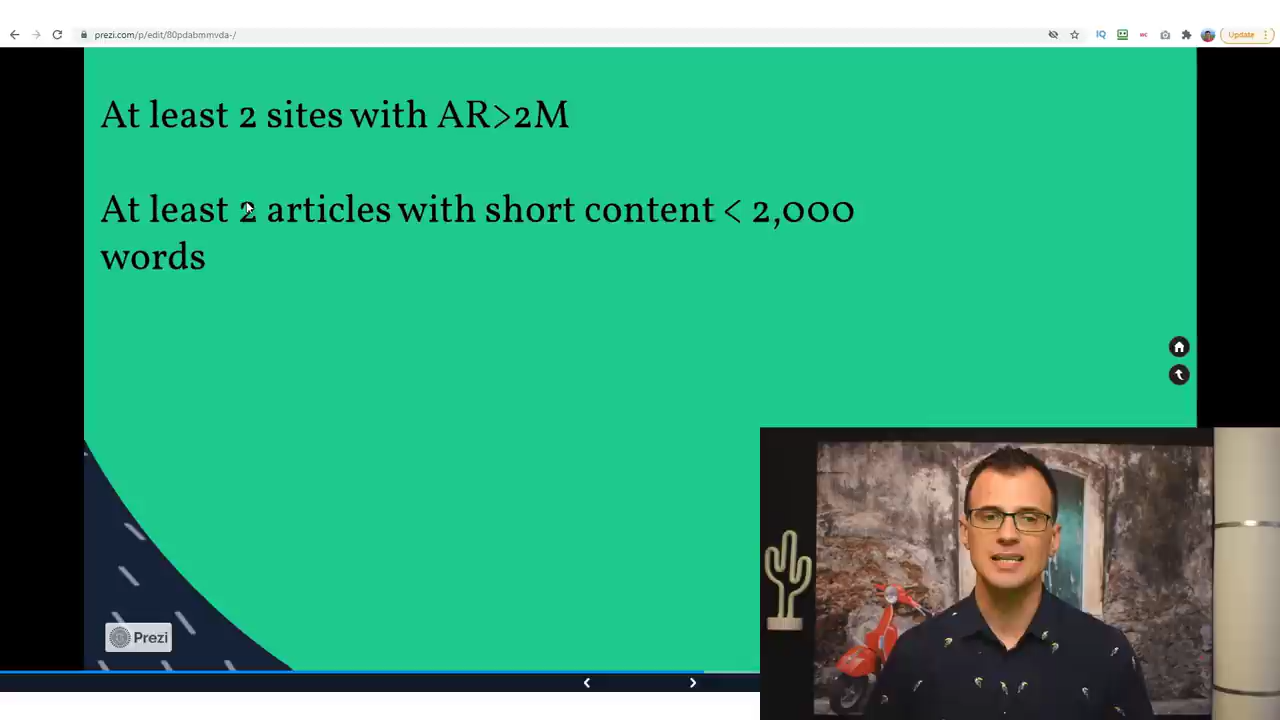 prezi.com/p/edit/80pdabmmvda-/
IQ
Update
At least 2 sites with AR>2M
At least 2 articles with short content < 2,000
words
Prezi